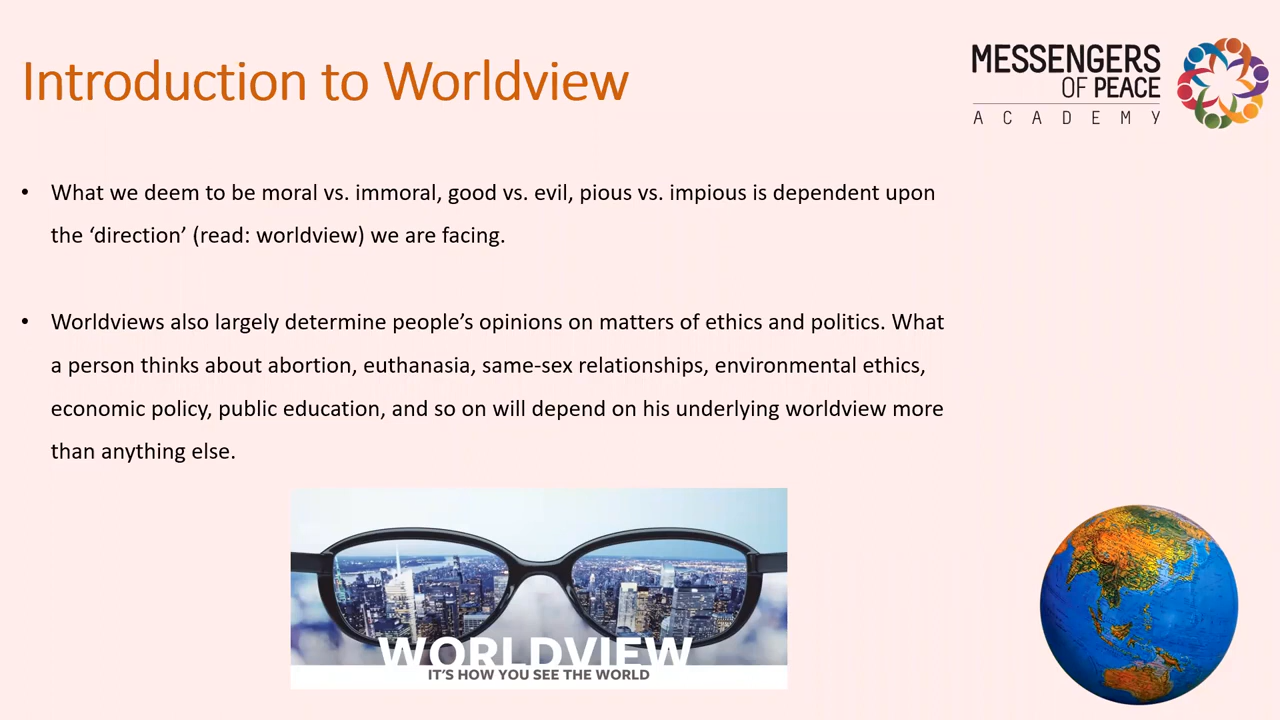 Introduction to Worldview
MESSENGERS
OF PEACE
ACADEMY
• What we deem to be moral vs. immoral, good vs. evil, pious vs. impious is dependent upon
the ‘direction’ (read: worldview) we are facing.
• Worldviews also largely determine people’s opinions on matters of ethics and politics. What
a person thinks about abortion, euthanasia, same-sex relationships, environmental ethics,
economic policy, public education, and so on will depend on his underlying worldview more
than anything else.
WORLDVIEW
IT’S HOW YOU SEE THE WORLD